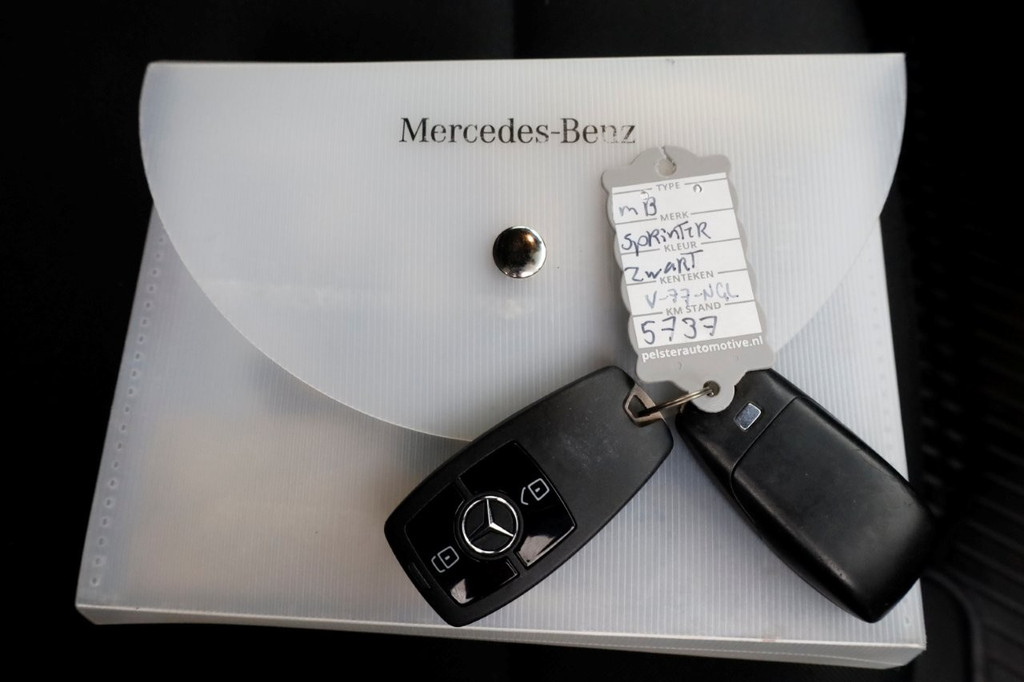 Mercedes-Benz
TYPE
mB
MERK
SpRiNTER
KLEUR
ZwaRT
KENTEKEN
V-77-NGL
KM STAND
5737
pelsterautomotive.nl